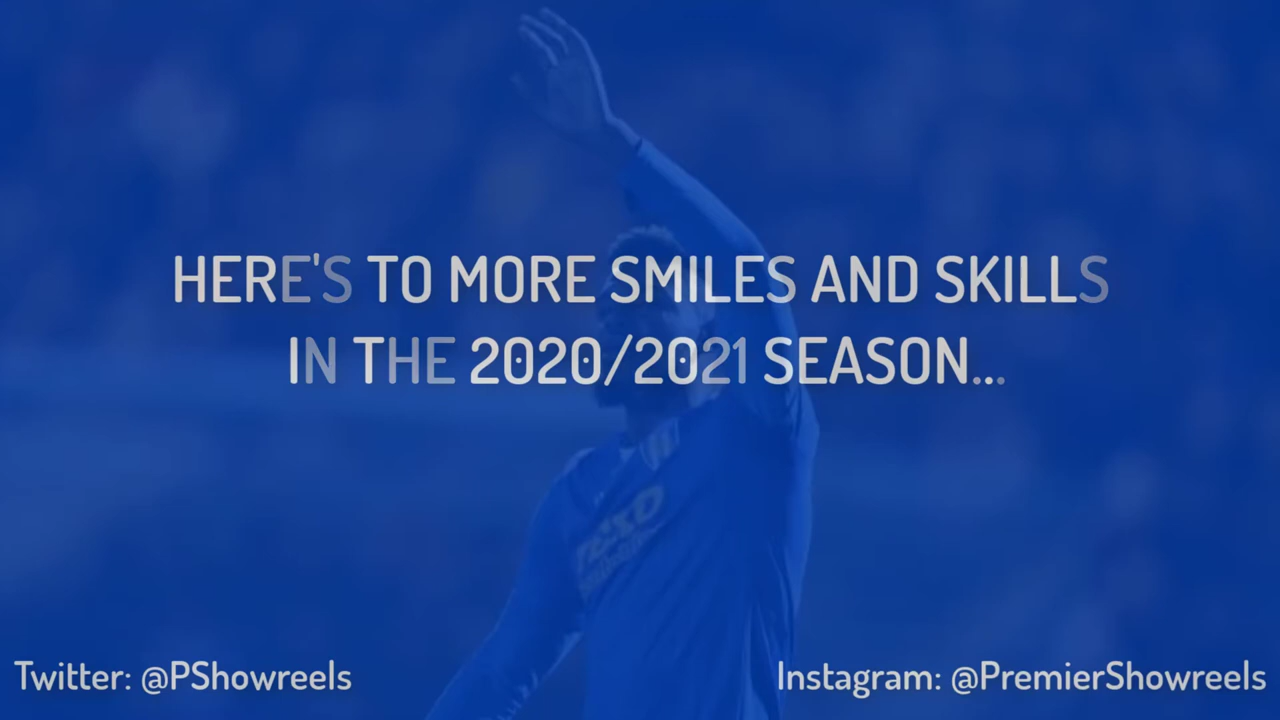 HERE'S TO MORE SMILES AND SKILLS
IN THE 2020/2021 SEASON...
Twitter: @PShowreels
Instagram: @PremierShowreels